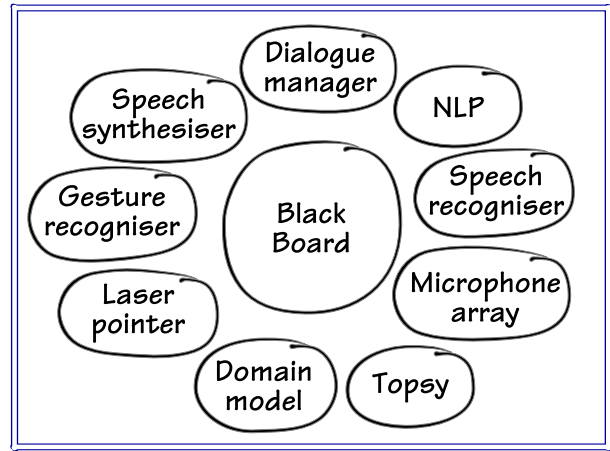 Dialogue
manager
NLP
Speech
synthesiser
Speech
recogniser
Gesture
recogniser
Black
Board
Microphone
array
Laser
pointer
Domain
model
Topsy